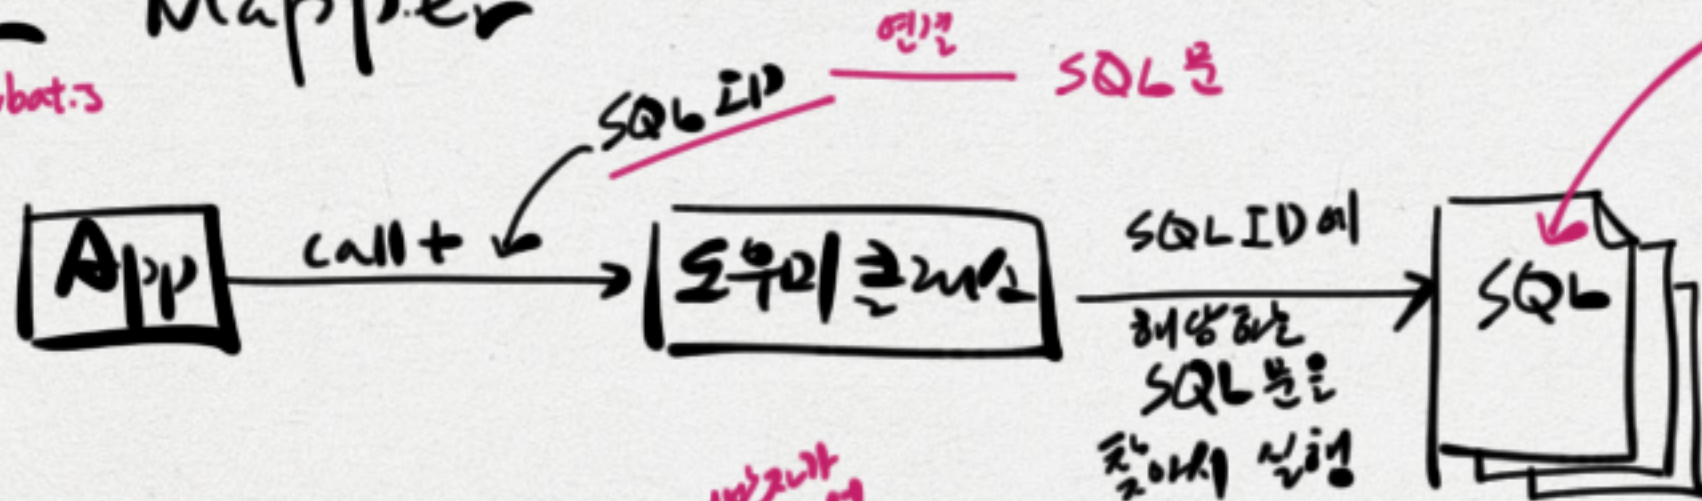 Mapper
batis
연결
SQL ID
SQL문
App
call +
도우미 클래스
SQL ID에
해당하는
SQL문을
찾아서 실행
SQL